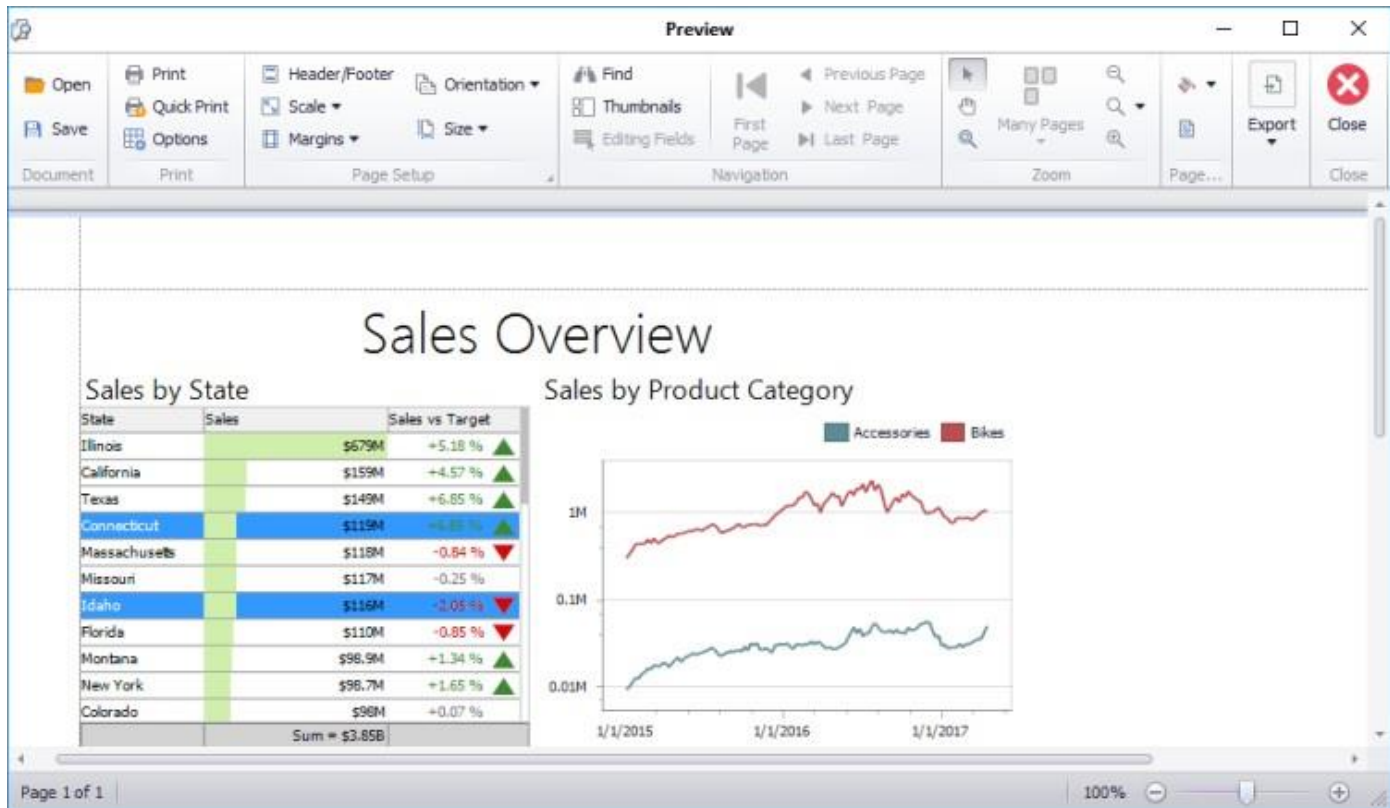 Preview
Open
Save
Document
Print
Quick Print
Options
Print
Header/Footer
Scale
Margins
Orientation
Size
Page Setup
Find
Thumbnails
Editing Fields
First
Page
Previous Page
Next Page
Last Page
Navigation
Many Pages
Zoom
Page...
Export
Close
Close
Sales Overview
Sales by State
State Sales Sales vs Target
Illinois $679M +5.18 %
California $159M +4.57 %
Texas $149M +6.85 %
Connecticut $119M
Massachusetts $118M -0.84 %
Missouri $117M -0.25 %
Idaho $116M -2.05 %
Florida $110M -0.85 %
Montana $98.9M +1.34 %
New York $98.7M +1.65 %
Colorado $98M +0.07 %
Sum = $3.85B
Sales by Product Category
Accessories Bikes
1M
0.1M
0.01M
1/1/2015 1/1/2016 1/1/2017
Page 1 of 1
100%